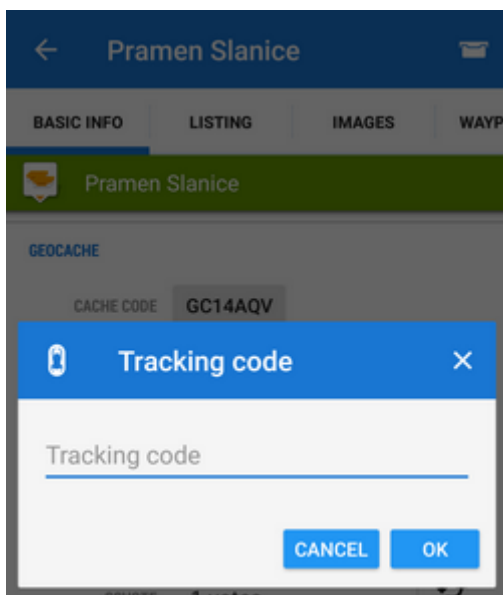 Pramen Slanice
BASIC INFO LISTING IMAGES WAYP
Pramen Slanice
GEOCACHE
CACHE CODE GC14AQV
Tracking code
Tracking code
CANCEL OK